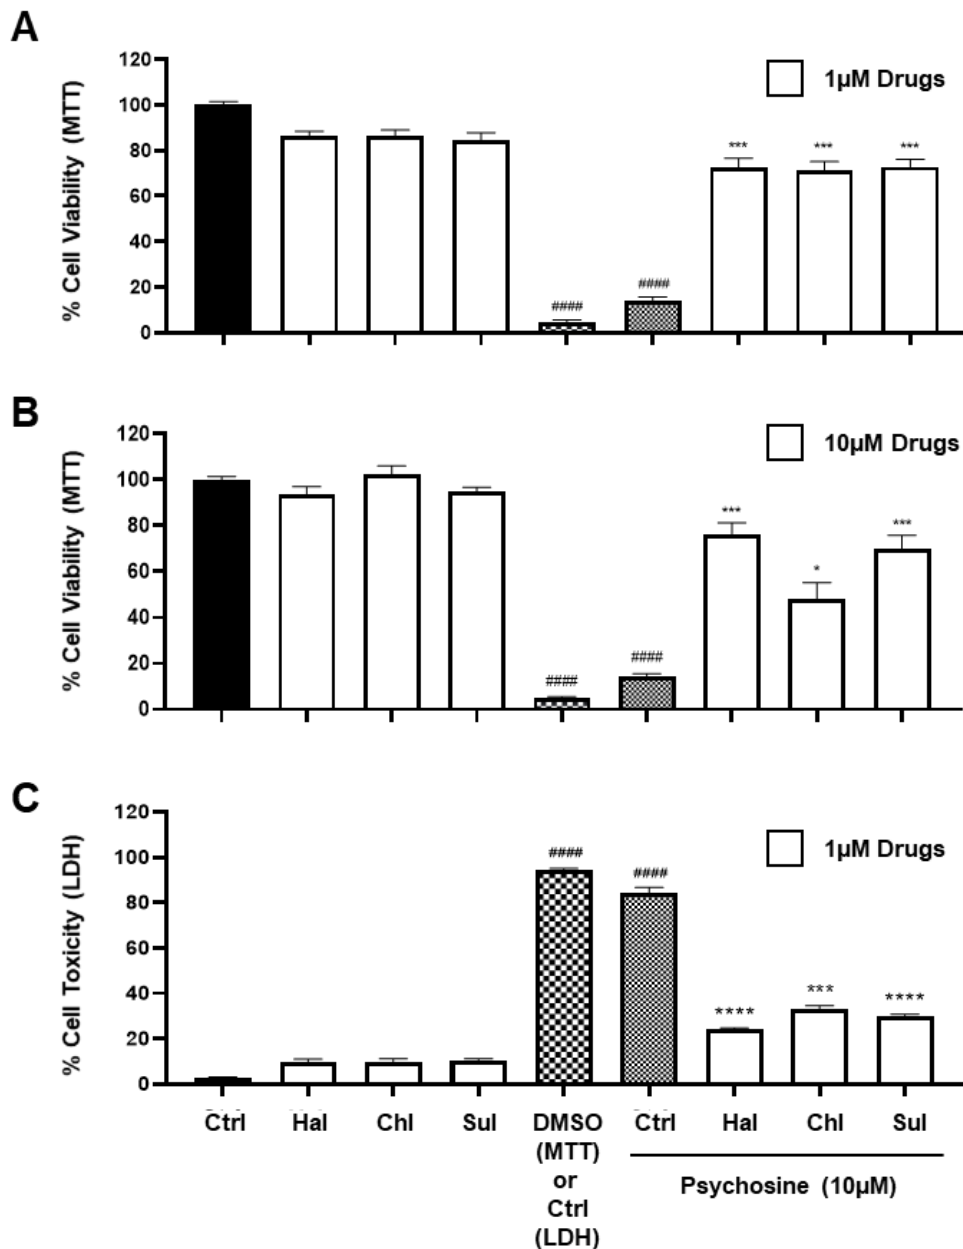 A
% Cell Viability (MTT)
120
100
80
60
40
20
0
1µM Drugs
####
####
***
***
***
B
% Cell Viability (MTT)
120
100
80
60
40
20
0
10µM Drugs
####
####
***
*
***
C
% Cell Toxicity (LDH)
120
100
80
60
40
20
0
1µM Drugs
####
####
****
***
****
Ctrl
Hal
Chl
Sul
DMSO
(MTT)
or
Ctrl
(LDH)
Ctrl
Hal
Chl
Sul
Psychosine (10µM)